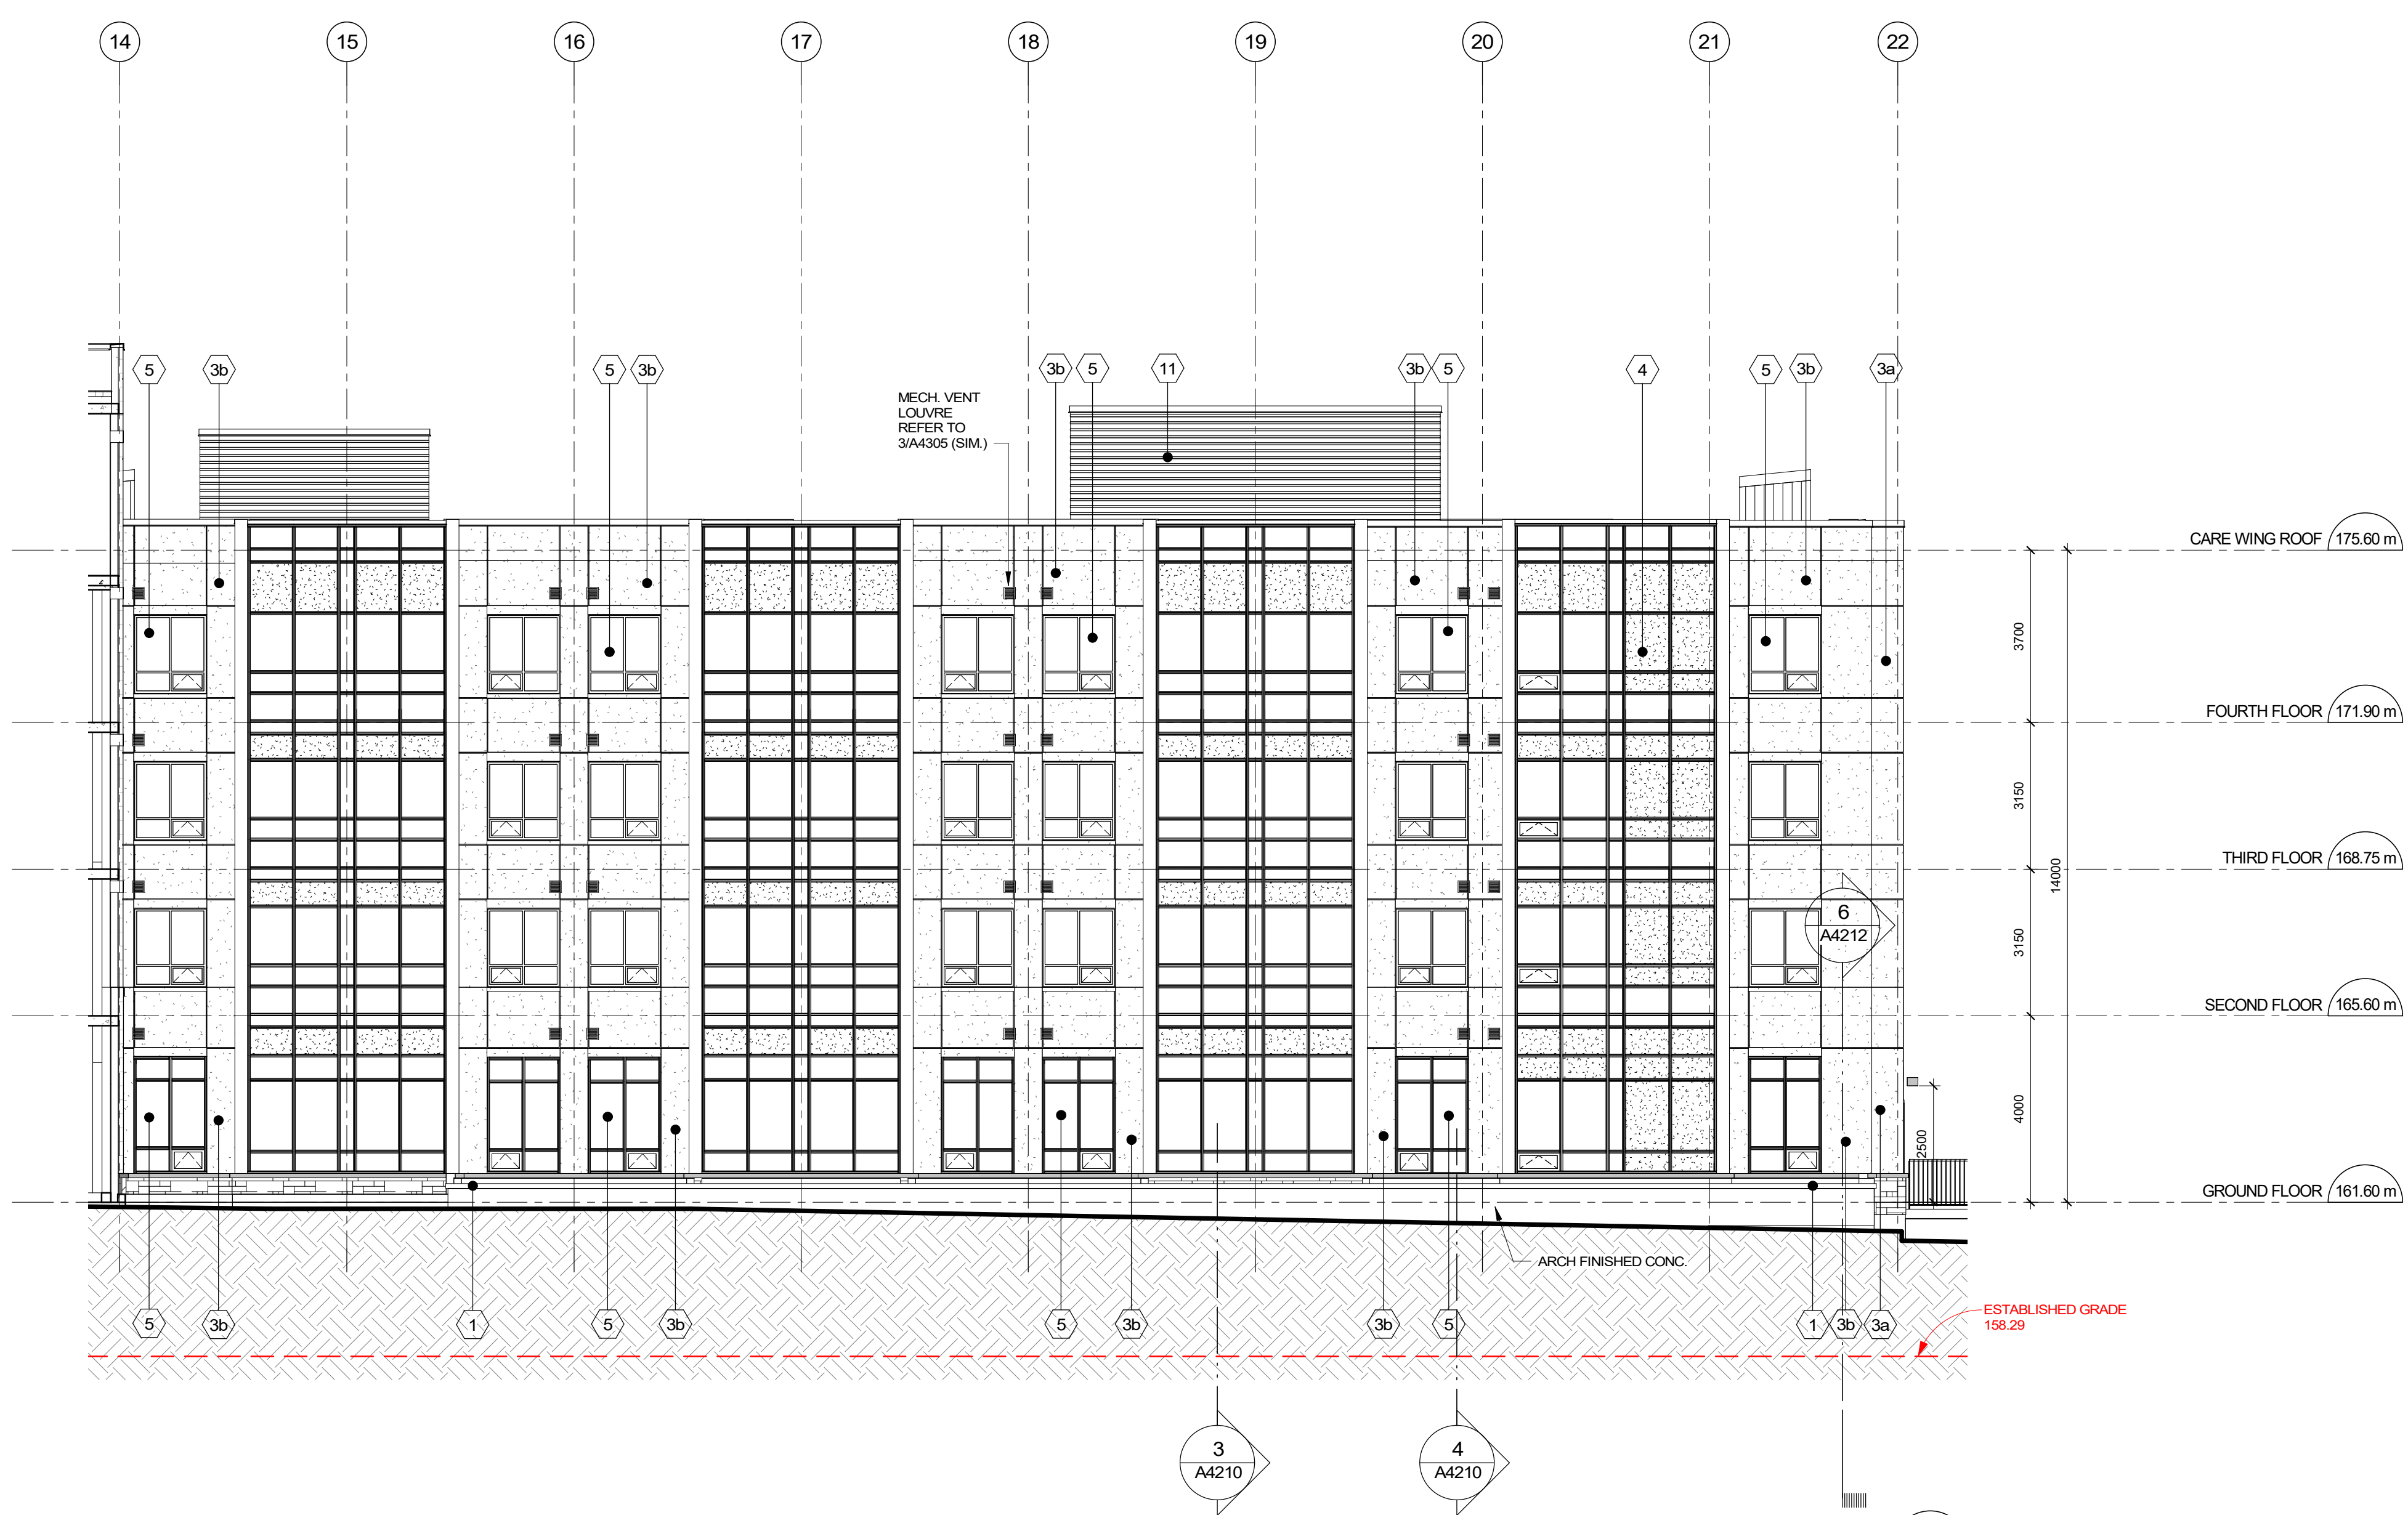 14 15 16 17 18 19 20 21 22
5 3b 5 3b 3b 5 11 3b 5 4 5 3b 3a
MECH. VENT
LOUVRE
REFER TO
3/A4305 (SIM.)
CARE WING ROOF 175.60 m
3700
FOURTH FLOOR 171.90 m
3150
THIRD FLOOR 168.75 m
14000
6
A4212
3150
SECOND FLOOR 165.60 m
4000
2500
GROUND FLOOR 161.60 m
ARCH FINISHED CONC.
5 3b 1 5 3b 5 3b 3b 5 1 3b 3a
ESTABLISHED GRADE
158.29
3
A4210
4
A4210